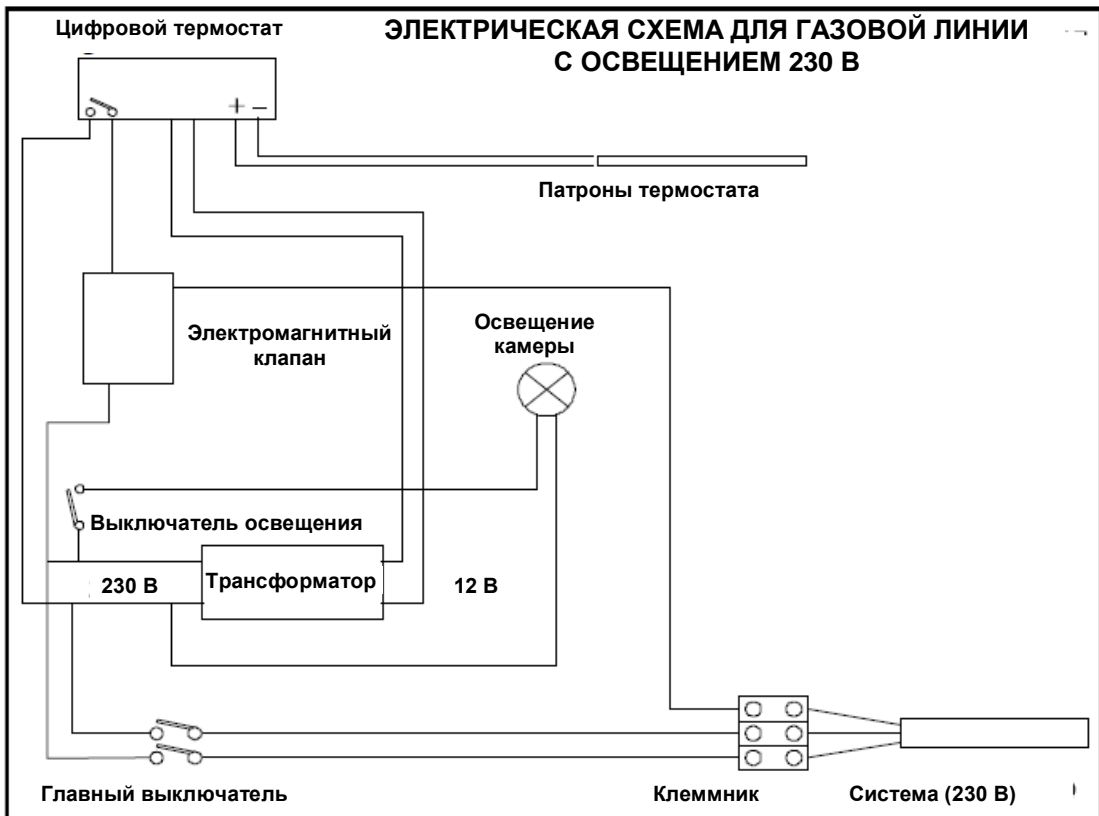 Цифровой термостат
ЭЛЕКТРИЧЕСКАЯ СХЕМА ДЛЯ ГАЗОВОЙ ЛИНИИ
С ОСВЕЩЕНИЕМ 230 В
+ –
Патроны термостата
Электромагнитный
клапан
Освещение
камеры
Выключатель освещения
230 В
Трансформатор
12 В
Главный выключатель
Клеммник
Система (230 В)